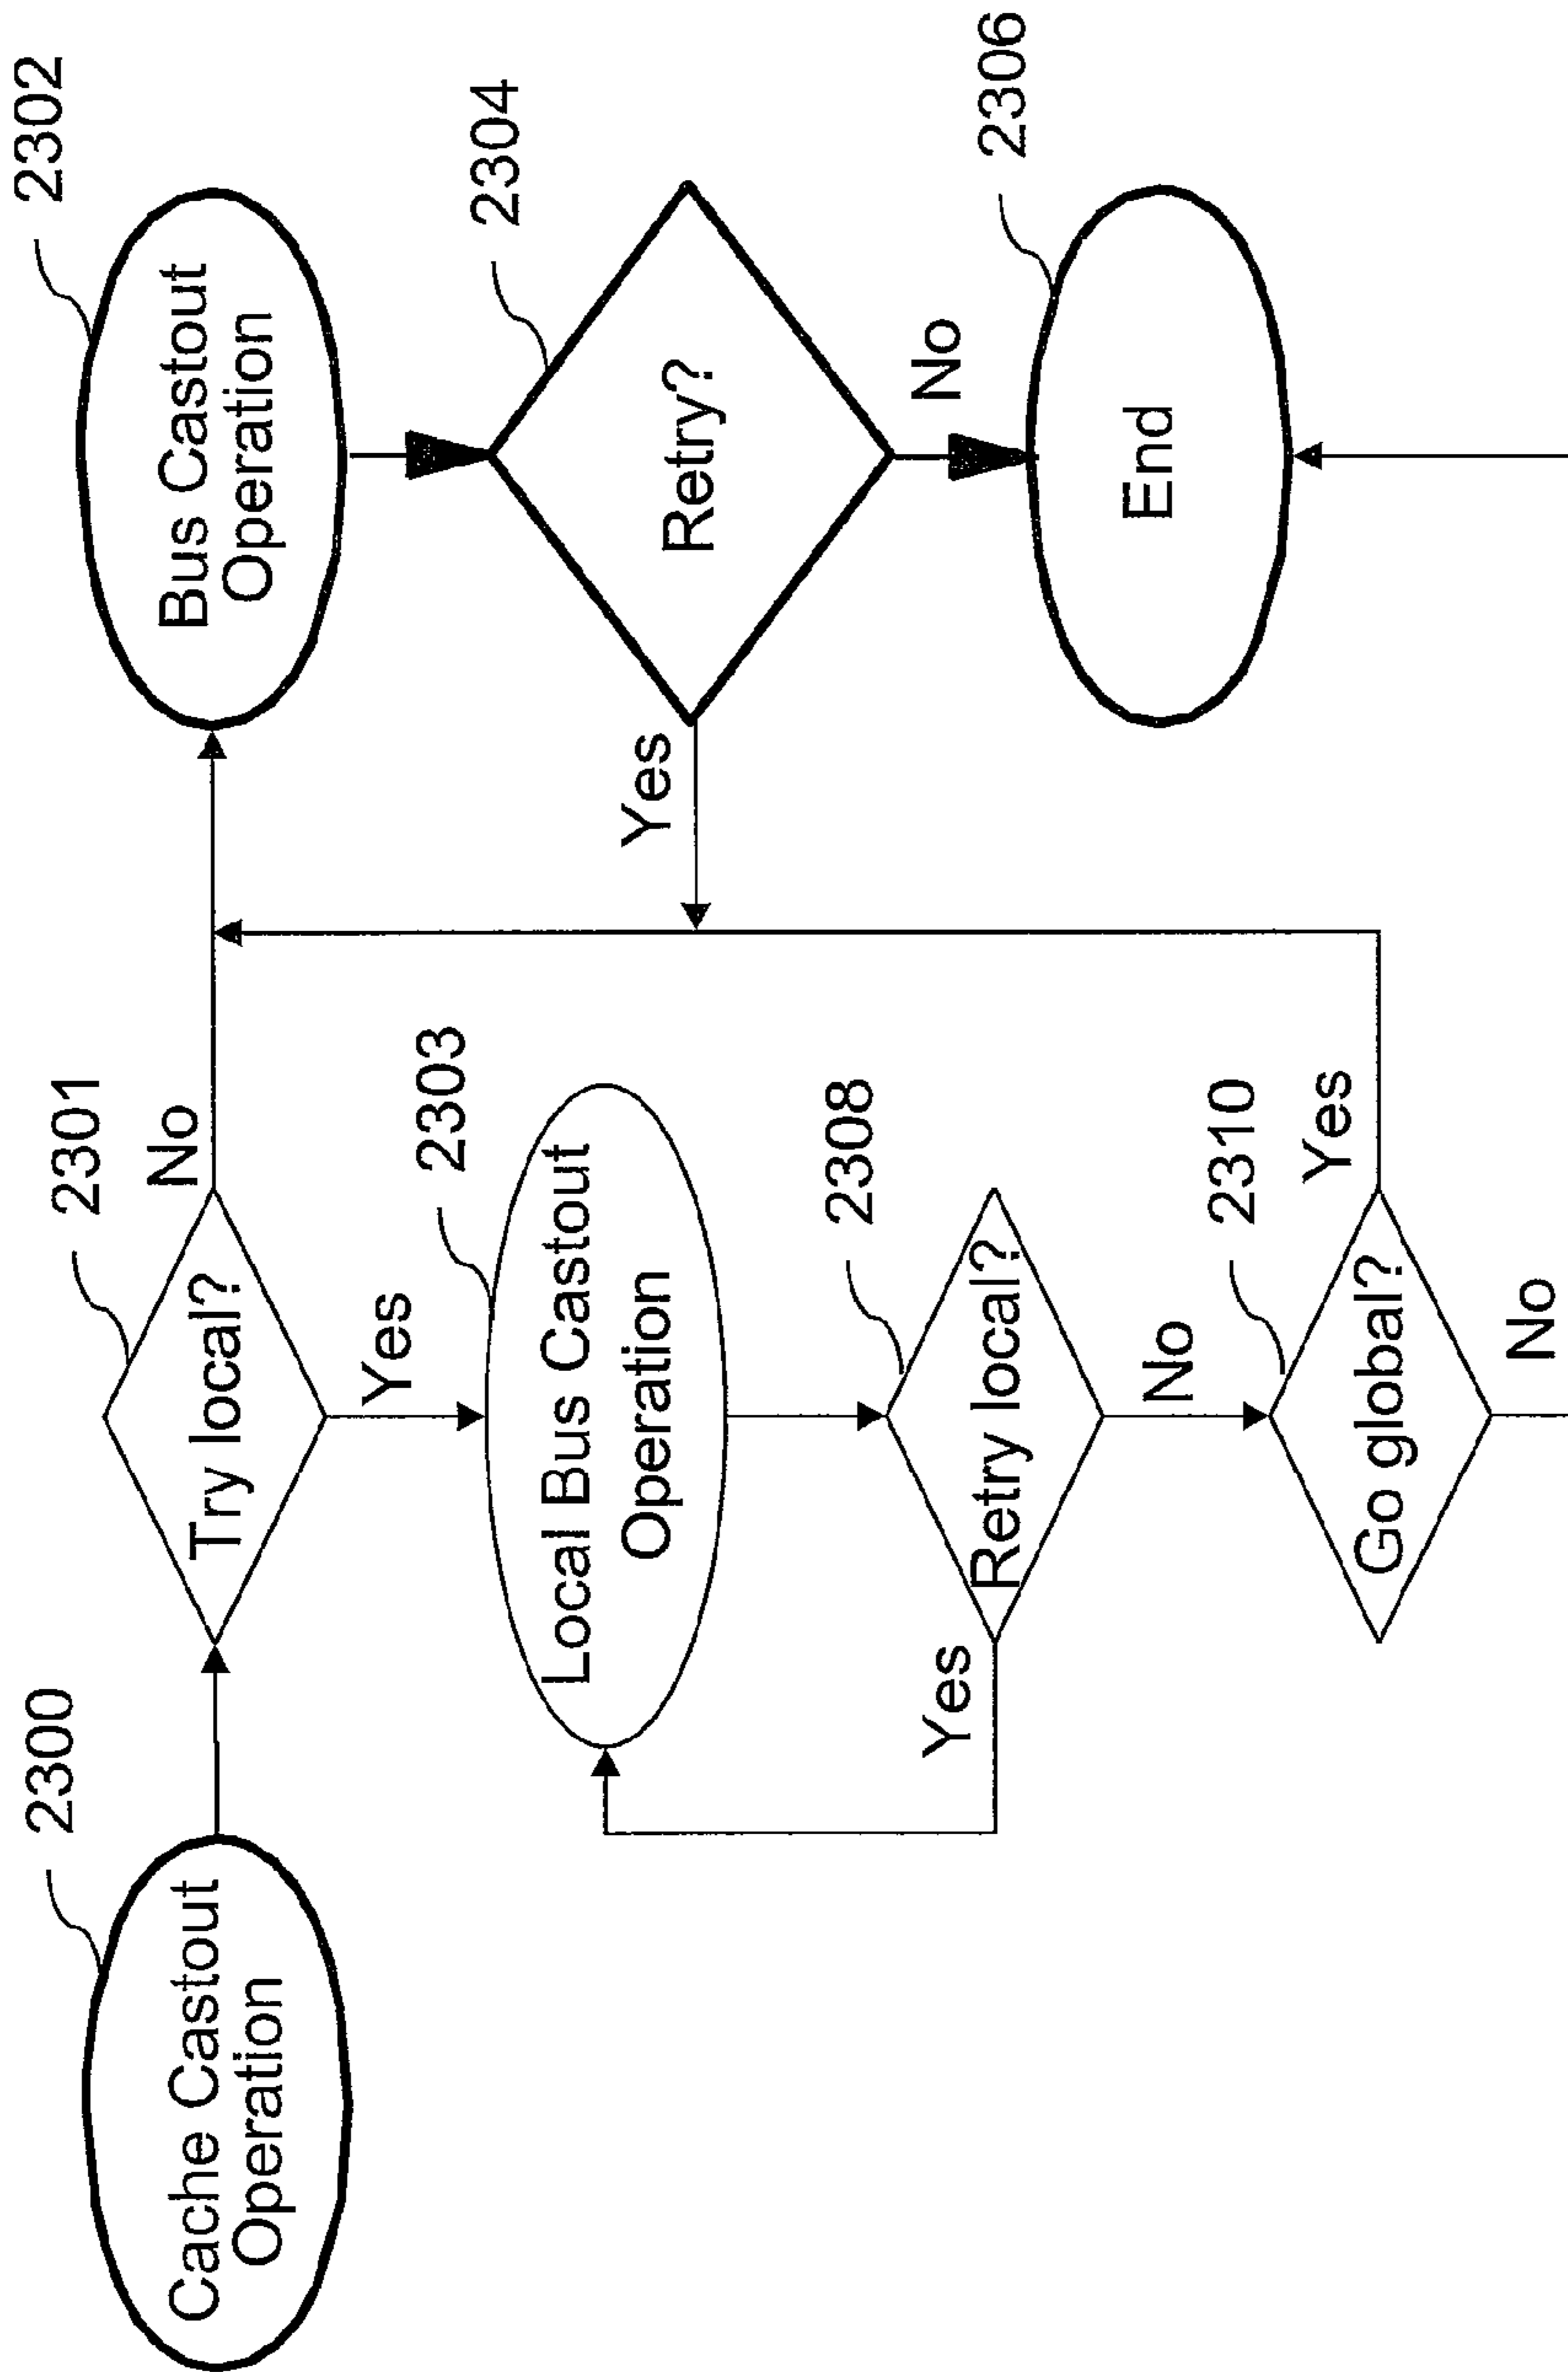 2300
Cache Castout
Operation
2301
Try local?
No
Yes
2302
Bus Castout
Operation
2303
Local Bus Castout
Operation
2304
Retry?
Yes
No
2308
Retry local?
Yes
No
2306
End
2310
Go global?
Yes
No